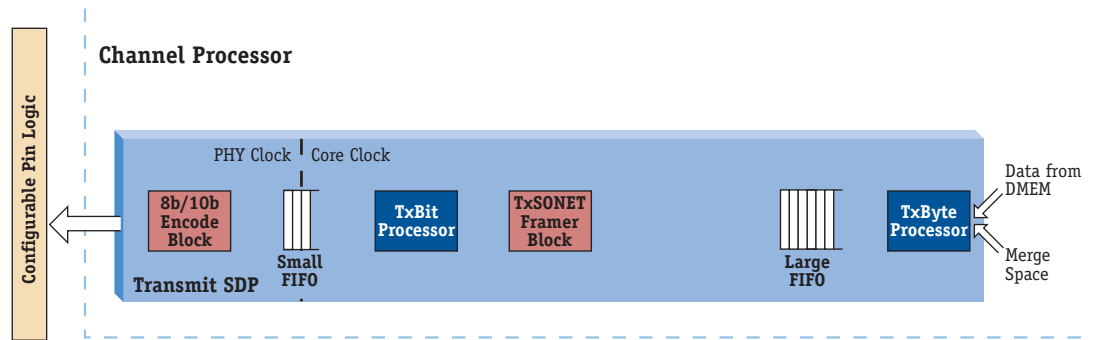 Channel Processor
Configurable Pin Logic
PHY Clock
Core Clock
8b/10b
Encode
Block
TxBit
Processor
TxSONET
Framer
Block
TxByte
Processor
Data from
DMEM
Merge
Space
Small
FIFO
Large
FIFO
Transmit SDP